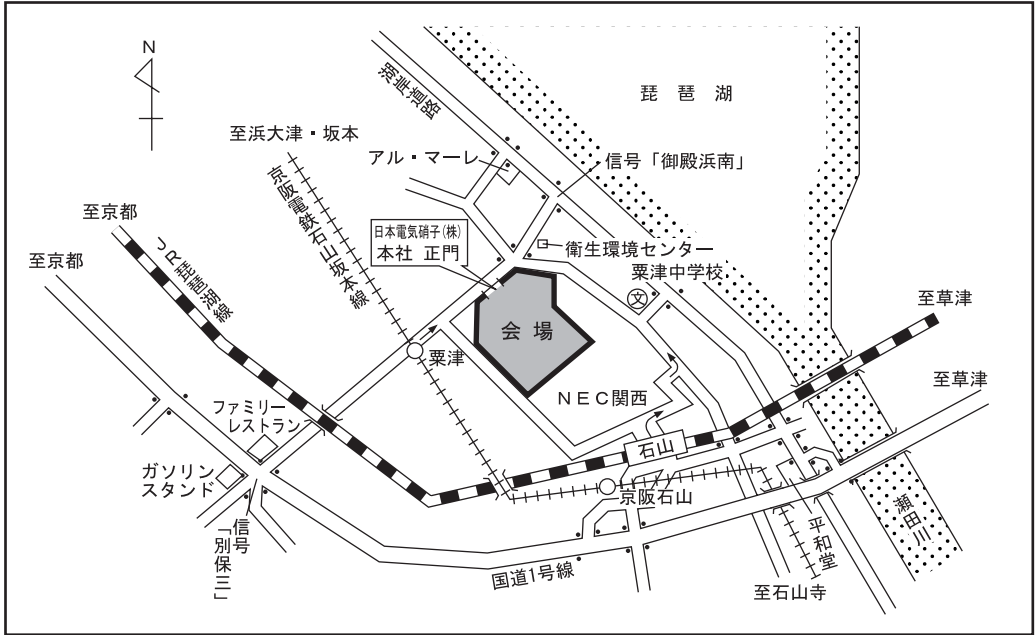 N
湖岸道路
琵琶湖
至浜大津・坂本
アル・マーレ
信号「御殿浜南」
京阪電鉄石山坂本線
至京都
JR琵琶湖線
日本電気硝子(株)
本社 正門
衛生環境センター
粟津中学校
文
至京都
会場
至草津
粟津
NEC関西
至草津
ファミリー
レストラン
石山
ガソリン
スタンド
京阪石山
信号
「別保三」
国道1号線
平和堂
瀬田川
至石山寺